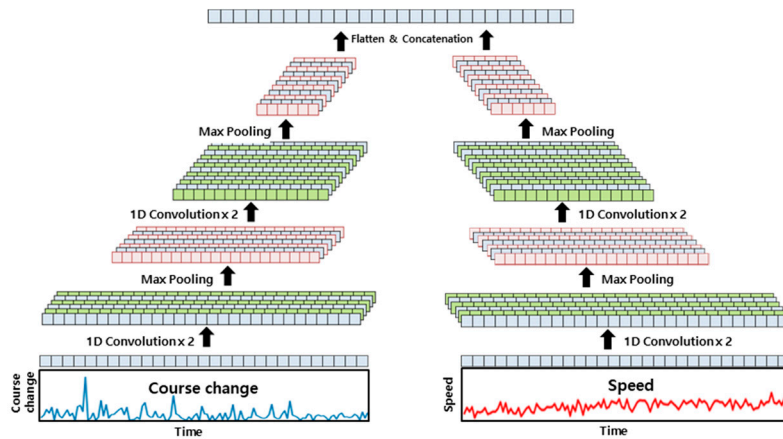 Flatten & Concatenation
Max Pooling
Max Pooling
1D Convolution x 2
1D Convolution x 2
Max Pooling
Max Pooling
1D Convolution x 2
1D Convolution x 2
Course change
Course change
Time
Speed
Speed
Time